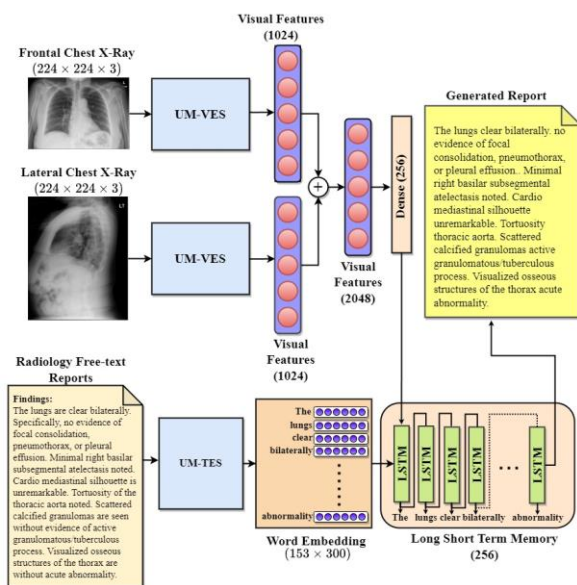 Visual Features
(1024)
Frontal Chest X-Ray
(224 × 224 × 3)
L
UM-VES
Generated Report
The lungs clear bilaterally. no
evidence of focal
consolidation, pneumothorax,
or pleural effusion.. Minimal
right basilar subsegmental
atelectasis noted. Cardio
mediastinal silhouette
unremarkable. Tortuosity
thoracic aorta. Scattered
calcified granulomas active
granulomatous/tuberculous
process. Visualized osseous
structures of the thorax acute
abnormality.
Lateral Chest X-Ray
(224 × 224 × 3)
LT
UM-VES
+
Dense (256)
Visual
Features
(2048)
Visual
Features
(1024)
Radiology Free-text
Reports
Findings:
The lungs are clear bilaterally.
Specifically, no evidence of
focal consolidation,
pneumothorax, or pleural
effusion. Minimal right basilar
subsegmental atelectasis noted.
Cardio mediastinal silhouette is
unremarkable. Tortuosity of the
thoracic aorta noted. Scattered
calcified granulomas are seen
without evidence of active
granulomatous/tuberculous
process. Visualized osseous
structures of the thorax are
without acute abnormality.
UM-TES
The
lungs
clear
bilaterally
abnormality
Word Embedding
(153 × 300)
LSTM
LSTM
LSTM
LSTM
...
LSTM
The lungs clear bilaterally abnormality
Long Short Term Memory
(256)